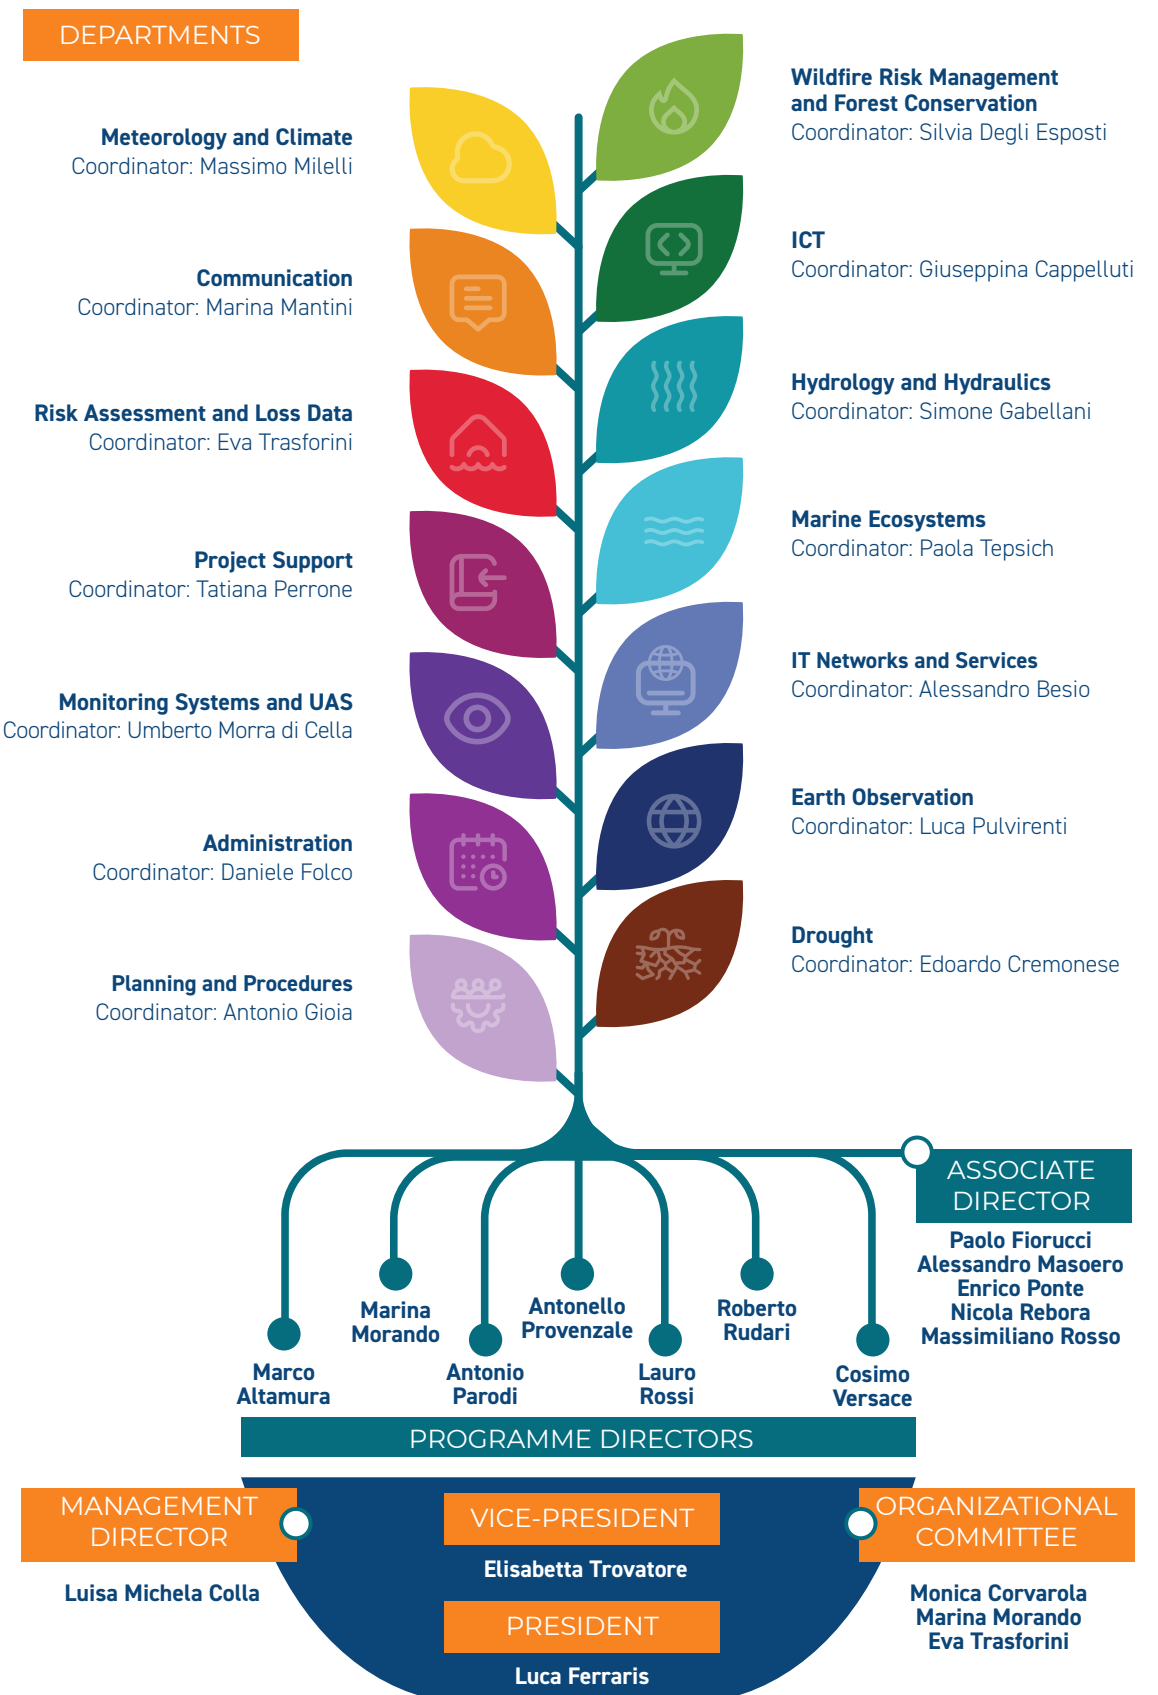 DEPARTMENTS
Meteorology and Climate
Coordinator: Massimo Milelli
Communication
Coordinator: Marina Mantini
Risk Assessment and Loss Data
Coordinator: Eva Trasforini
Project Support
Coordinator: Tatiana Perrone
Monitoring Systems and UAS
Coordinator: Umberto Morra di Cella
Administration
Coordinator: Daniele Folco
Planning and Procedures
Coordinator: Antonio Gioia
Wildfire Risk Management
and Forest Conservation
Coordinator: Silvia Degli Esposti
ICT
Coordinator: Giuseppina Cappelluti
Hydrology and Hydraulics
Coordinator: Simone Gabellani
Marine Ecosystems
Coordinator: Paola Tepsich
IT Networks and Services
Coordinator: Alessandro Besio
Earth Observation
Coordinator: Luca Pulvirenti
Drought
Coordinator: Edoardo Cremonese
ASSOCIATE
DIRECTOR
Paolo Fiorucci
Alessandro Masoero
Enrico Ponte
Nicola Rebora
Massimiliano Rosso
Marco
Altamura
Marina
Morando
Antonio
Parodi
Antonello
Provenzale
Lauro
Rossi
Roberto
Rudari
Cosimo
Versace
PROGRAMME DIRECTORS
MANAGEMENT
DIRECTOR
Luisa Michela Colla
VICE-PRESIDENT
Elisabetta Trovatore
PRESIDENT
Luca Ferraris
ORGANIZATIONAL
COMMITTEE
Monica Corvarola
Marina Morando
Eva Trasforini